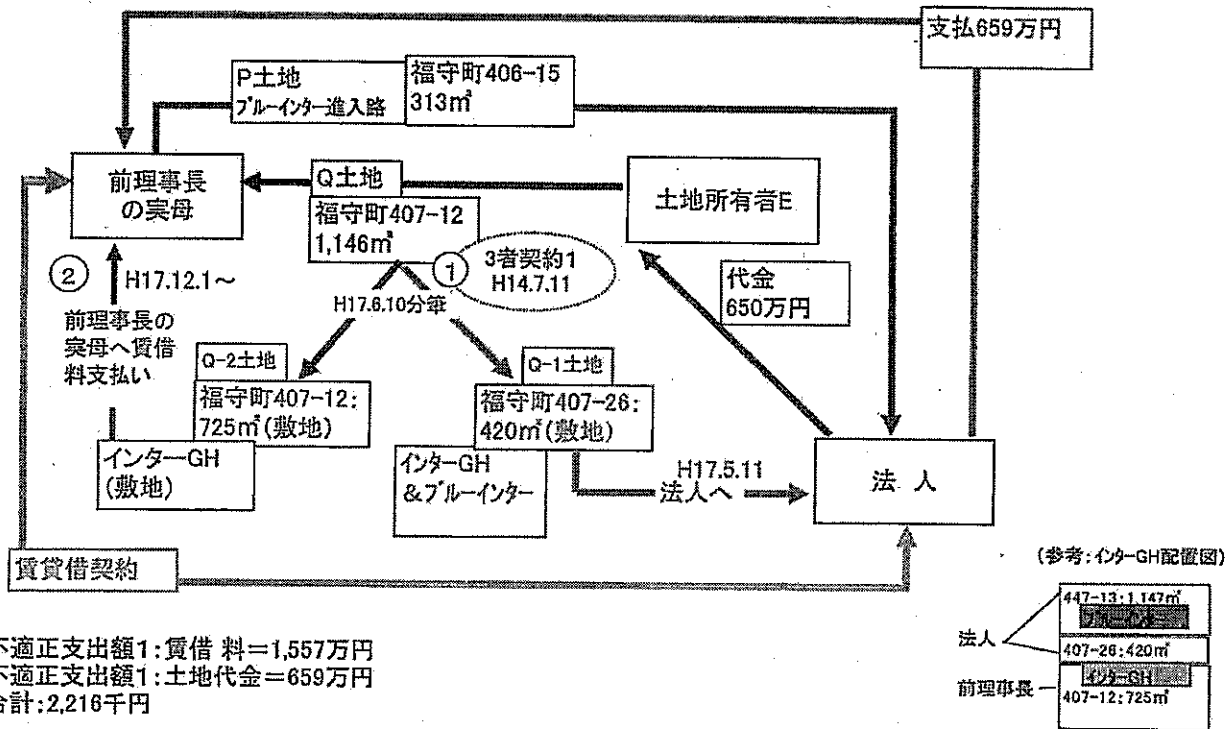 支払659万円
P土地
ブルーインター進入路
福守町406-15
313㎡
前理事長
の実母
Q土地
福守町407-12
1,146㎡
土地所有者E
① 3者契約1
H14.7.11
代金
650万円
② H17.12.1～
前理事長の
実母へ賃借
料支払い
H17.6.10分筆
Q-2土地
福守町407-12:
725㎡(敷地)
インターGH
(敷地)
Q-1土地
福守町407-26:
420㎡(敷地)
インターGH
&ブルーインター
H17.5.11
法人へ
法 人
賃貸借契約
不適正支出額1:賃借 料=1,557万円
不適正支出額1:土地代金=659万円
合計:2,216千円
(参考:インターGH配置図)
447-13:1,147㎡
ブルーインター
法人
407-26:420㎡
インターGH
前理事長
407-12:725㎡